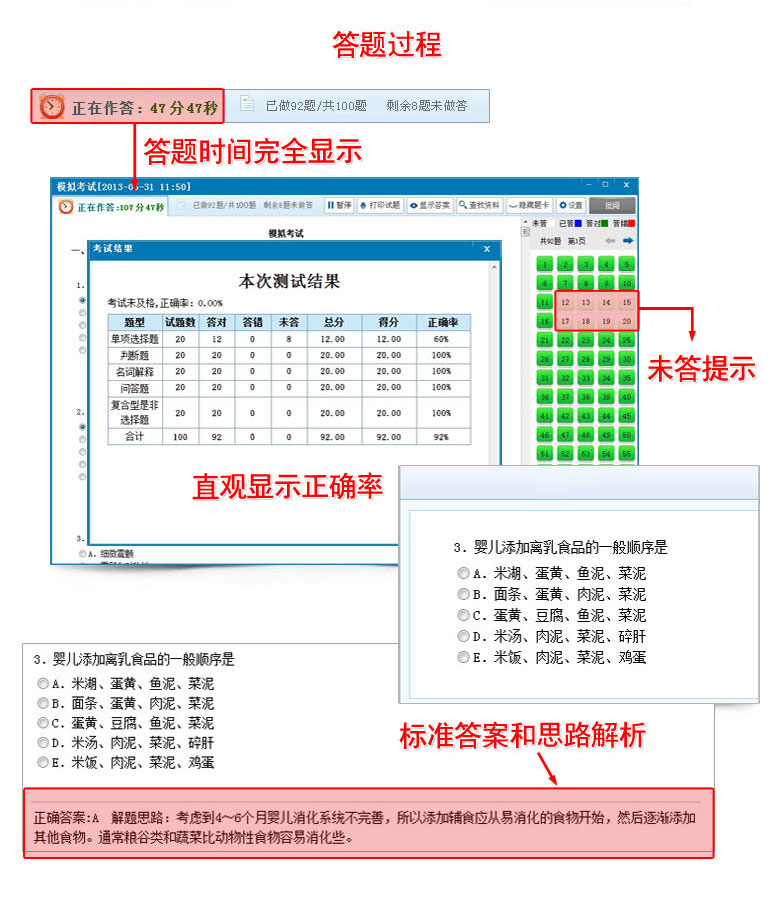 答题过程
正在作答：47分47秒
已做92题/共100题 剩余8题未做答
答题时间完全显示
模拟考试[2013-0-31 11:50]
正在作答:107分47秒 已做92题/共100题 剩余8题未做答 暂停 打印试题 显示答案 查找资料 隐藏题卡 设置
模拟考试
未答 已答 答对 答错
共92题 第1页
一、
考试结果 X
本次测试结果
考试未及格,正确率: 0.00%
题型 试题数 答对 答错 未答 总分 得分 正确率
单项选择题 20 12 0 8 12.00 12.00 60%
判断题 20 20 0 0 20.00 20.00 100%
名词解释 20 20 0 0 20.00 20.00 100%
问答题 20 20 0 0 20.00 20.00 100%
复合型是非选择题 20 20 0 0 20.00 20.00 100%
合计 100 92 0 0 92.00 92.00 92%
1.
2.
3.
A. 细微震颤
1 2 3 4 5
6 7 8 9 10
11 12 13 14 15
16 17 18 19 20
21 22 23 24 25
26 27 28 29 30
31 32 33 34 35
36 37 38 39 40
41 42 43 44 45
46 47 48 49 50
51 52 53 54 55
未答提示
直观显示正确率
3. 婴儿添加离乳食品的一般顺序是
A. 米湖、蛋黄、鱼泥、菜泥
B. 面条、蛋黄、肉泥、菜泥
C. 蛋黄、豆腐、鱼泥、菜泥
D. 米汤、肉泥、菜泥、碎肝
E. 米饭、肉泥、菜泥、鸡蛋
3. 婴儿添加离乳食品的一般顺序是
A. 米湖、蛋黄、鱼泥、菜泥
B. 面条、蛋黄、肉泥、菜泥
C. 蛋黄、豆腐、鱼泥、菜泥
D. 米汤、肉泥、菜泥、碎肝
E. 米饭、肉泥、菜泥、鸡蛋
标准答案和思路解析
正确答案:A 解题思路: 考虑到4～6个月婴儿消化系统不完善，所以添加辅食应从易消化的食物开始，然后逐渐添加
其他食物。通常粮谷类和蔬菜比动物性食物容易消化些。